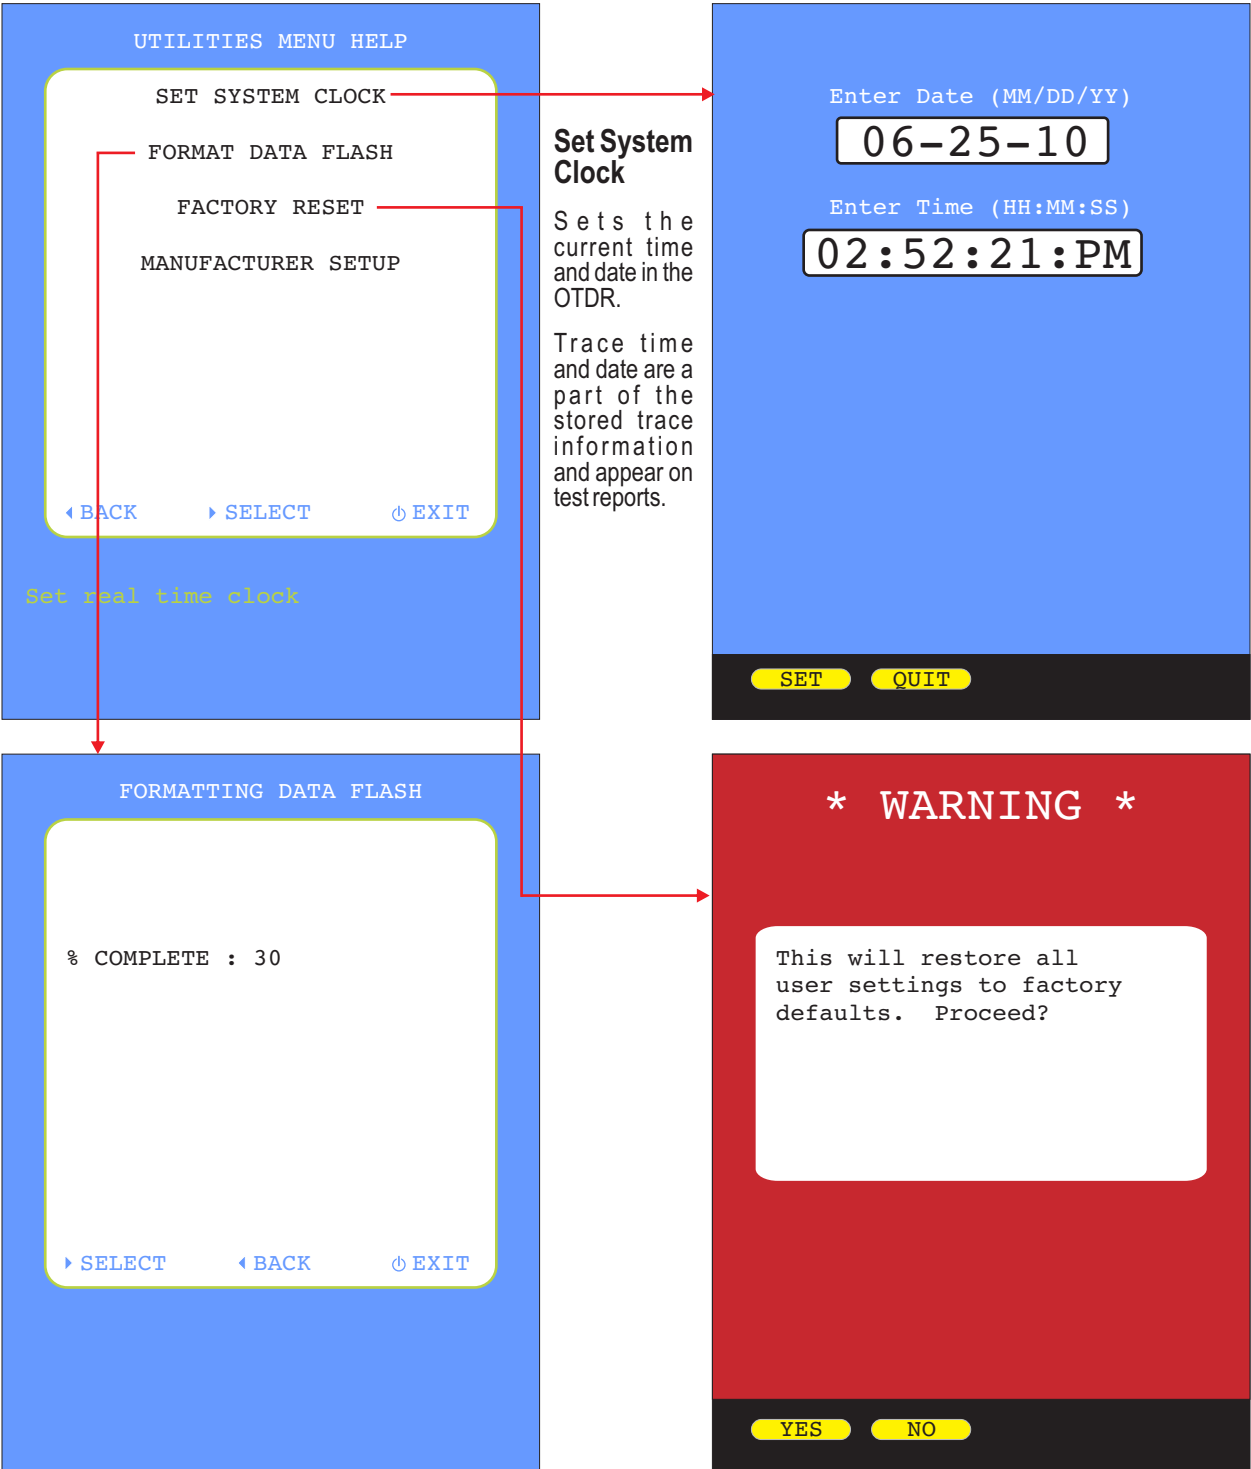 UTILITIES MENU HELP
SET SYSTEM CLOCK
FORMAT DATA FLASH
FACTORY RESET
MANUFACTURER SETUP
BACK SELECT EXIT
Set real time clock
Set System
Clock
Sets the
current time
and date in the
OTDR.
Trace time
and date are a
part of the
stored trace
information
and appear on
test reports.
Enter Date (MM/DD/YY)
06-25-10
Enter Time (HH:MM:SS)
02:52:21:PM
SET QUIT
FORMATTING DATA FLASH
% COMPLETE : 30
SELECT BACK EXIT
* WARNING *
This will restore all
user settings to factory
defaults. Proceed?
YES NO